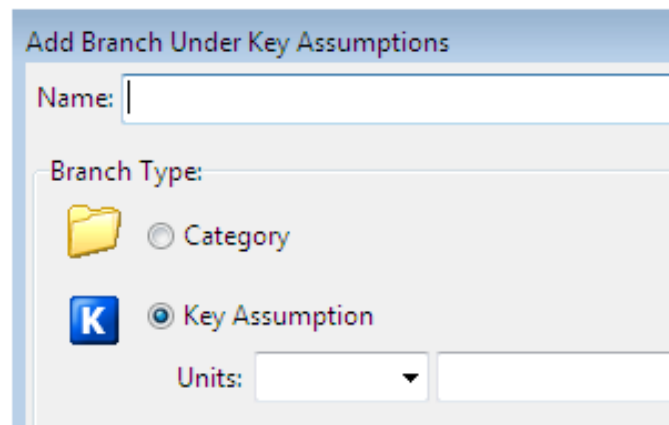 Add Branch Under Key Assumptions
Name:
Branch Type:
Category
K Key Assumption
Units: